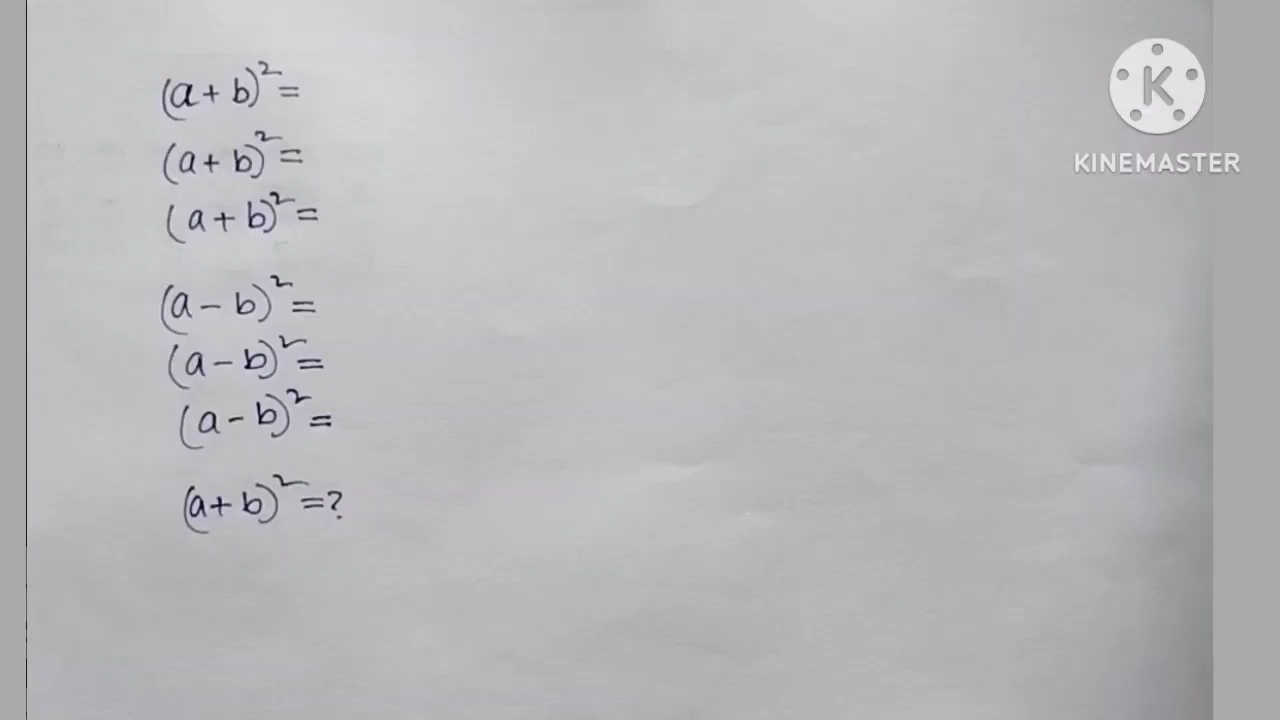 (a+b)²=
(a+b)²=
(a+b)²=
(a-b)²=
(a-b)²=
(a-b)²=
(a+b)²=?
K
KINEMASTER